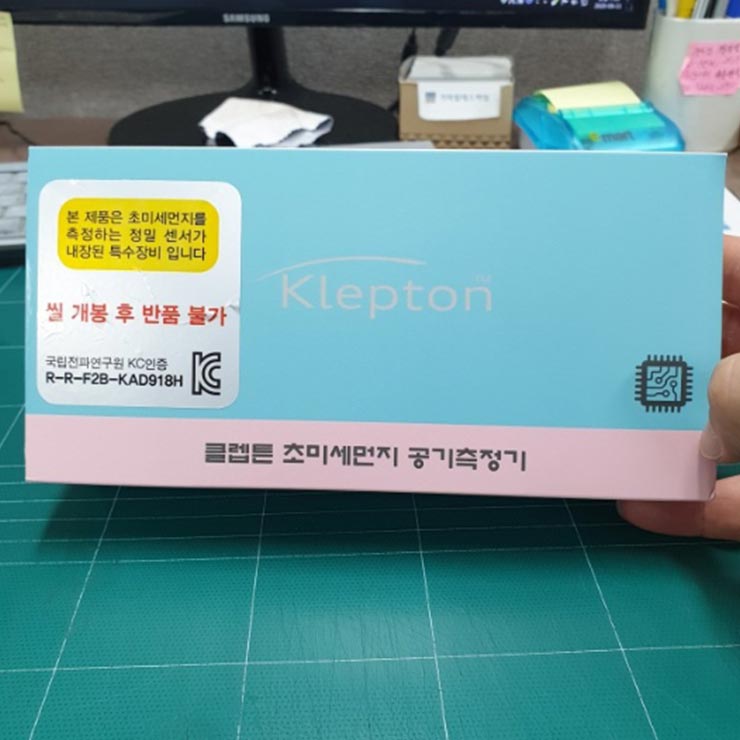 SAMSUNG
mart
본 제품은 초미세먼지를
측정하는 정밀 센서가
내장된 특수장비 입니다
씰 개봉 후 반품 불가
국립전파연구원 KC인증
R-R-F2B-KAD918H
Klepton
클렙튼 초미세먼지 공기측정기